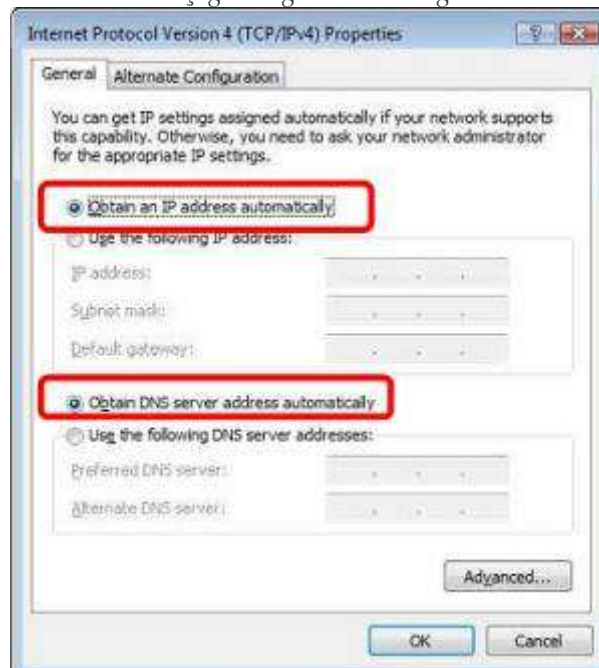 Internet Protocol Version 4 (TCP/IPv4) Properties
General
Alternate Configuration
You can get IP settings assigned automatically if your network supports
this capability. Otherwise, you need to ask your network administrator
for the appropriate IP settings.
Obtain an IP address automatically
Use the following IP address:
IP address:
Subnet mask:
Default gateway:
Obtain DNS server address automatically
Use the following DNS server addresses:
Preferred DNS server:
Alternate DNS server:
Advanced...
OK
Cancel